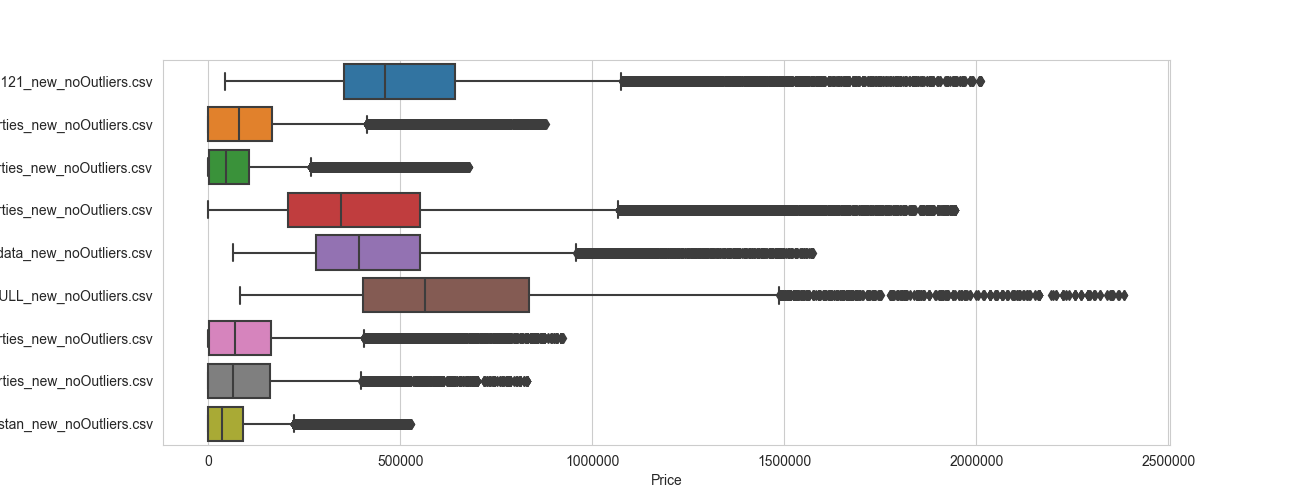 121_new_noOutliers.csv
rties_new_noOutliers.csv
rties_new_noOutliers.csv
rties_new_noOutliers.csv
data_new_noOutliers.csv
ULL_new_noOutliers.csv
rties_new_noOutliers.csv
rties_new_noOutliers.csv
stan_new_noOutliers.csv
0 500000 1000000 1500000 2000000 2500000
Price